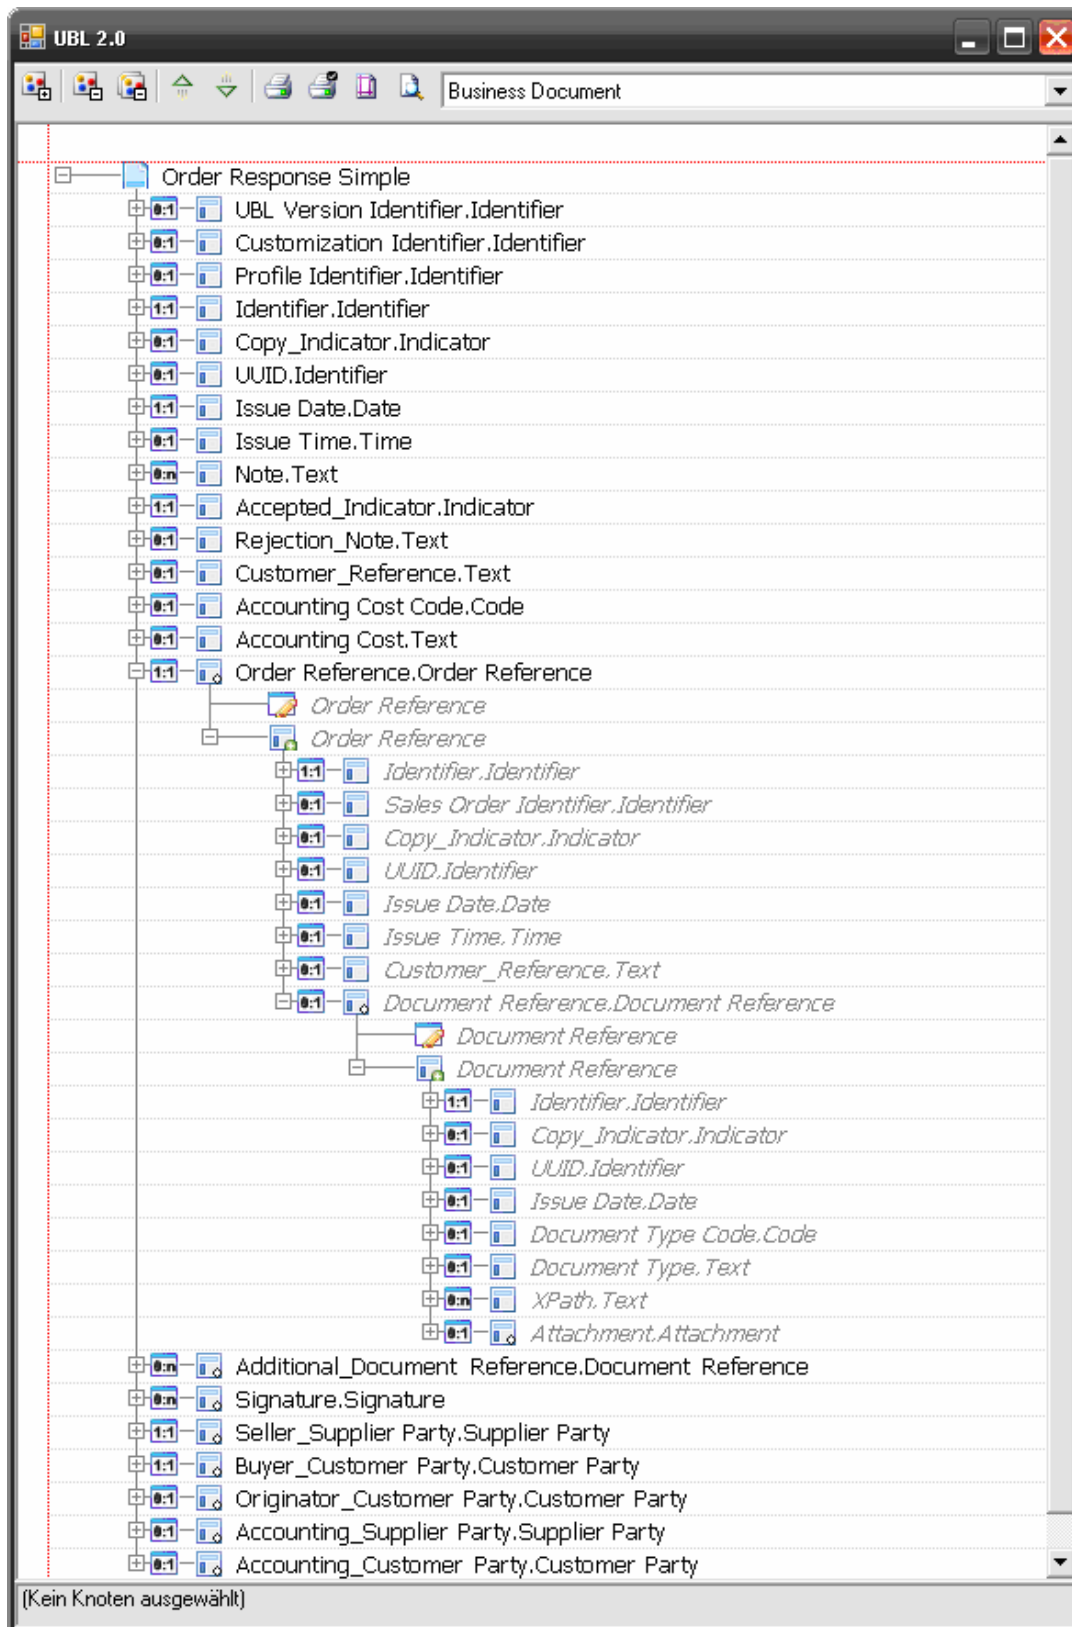 UBL 2.0
Business Document
Order Response Simple
0:1 UBL Version Identifier.Identifier
0:1 Customization Identifier.Identifier
0:1 Profile Identifier.Identifier
1:1 Identifier.Identifier
0:1 Copy_Indicator.Indicator
0:1 UUID.Identifier
1:1 Issue Date.Date
0:1 Issue Time.Time
0:n Note.Text
1:1 Accepted_Indicator.Indicator
0:1 Rejection_Note.Text
0:1 Customer_Reference.Text
0:1 Accounting Cost Code.Code
0:1 Accounting Cost.Text
1:1 Order Reference.Order Reference
Order Reference
Order Reference
1:1 Identifier.Identifier
0:1 Sales Order Identifier.Identifier
0:1 Copy_Indicator.Indicator
0:1 UUID.Identifier
0:1 Issue Date.Date
0:1 Issue Time.Time
0:1 Customer_Reference.Text
0:1 Document Reference.Document Reference
Document Reference
Document Reference
1:1 Identifier.Identifier
0:1 Copy_Indicator.Indicator
0:1 UUID.Identifier
0:1 Issue Date.Date
0:1 Document Type Code.Code
0:1 Document Type.Text
0:n XPath.Text
0:1 Attachment.Attachment
0:n Additional_Document Reference.Document Reference
0:n Signature.Signature
1:1 Seller_Supplier Party.Supplier Party
1:1 Buyer_Customer Party.Customer Party
0:1 Originator_Customer Party.Customer Party
0:1 Accounting_Supplier Party.Supplier Party
0:1 Accounting_Customer Party.Customer Party
(Kein Knoten ausgewählt)